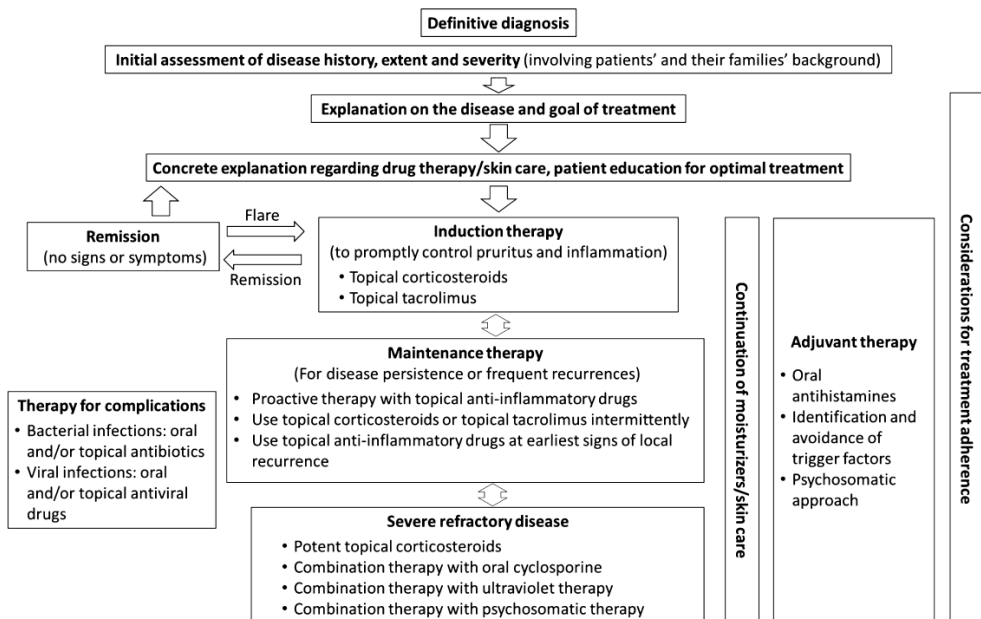 Definitive diagnosis
Initial assessment of disease history, extent and severity (involving patients’ and their families’ background)
Explanation on the disease and goal of treatment
Concrete explanation regarding drug therapy/skin care, patient education for optimal treatment
Flare
Remission
(no signs or symptoms)
Remission
Induction therapy
(to promptly control pruritus and inflammation)
• Topical corticosteroids
• Topical tacrolimus
Maintenance therapy
(For disease persistence or frequent recurrences)
• Proactive therapy with topical anti-inflammatory drugs
• Use topical corticosteroids or topical tacrolimus intermittently
• Use topical anti-inflammatory drugs at earliest signs of local
recurrence
Therapy for complications
• Bacterial infections: oral
and/or topical antibiotics
• Viral infections: oral
and/or topical antiviral
drugs
Severe refractory disease
• Potent topical corticosteroids
• Combination therapy with oral cyclosporine
• Combination therapy with ultraviolet therapy
• Combination therapy with psychosomatic therapy
Continuation of moisturizers/skin care
Adjuvant therapy
• Oral
antihistamines
• Identification and
avoidance of
trigger factors
• Psychosomatic
approach
Considerations for treatment adherence